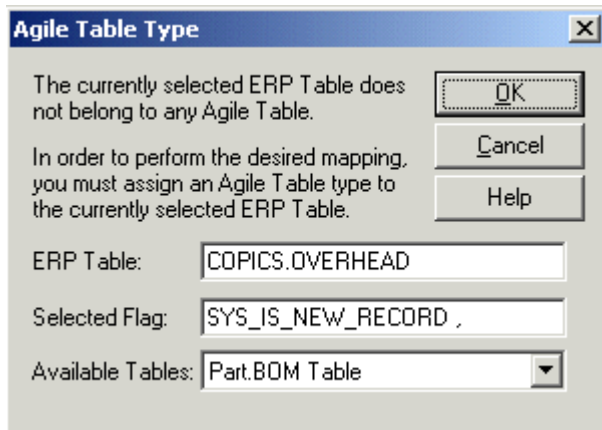 Agile Table Type
The currently selected ERP Table does
not belong to any Agile Table.
OK
Cancel
In order to perform the desired mapping,
you must assign an Agile Table type to
the currently selected ERP Table.
Help
ERP Table: COPICS.OVERHEAD
Selected Flag: SYS_IS_NEW_RECORD ,
Available Tables: Part.BOM Table